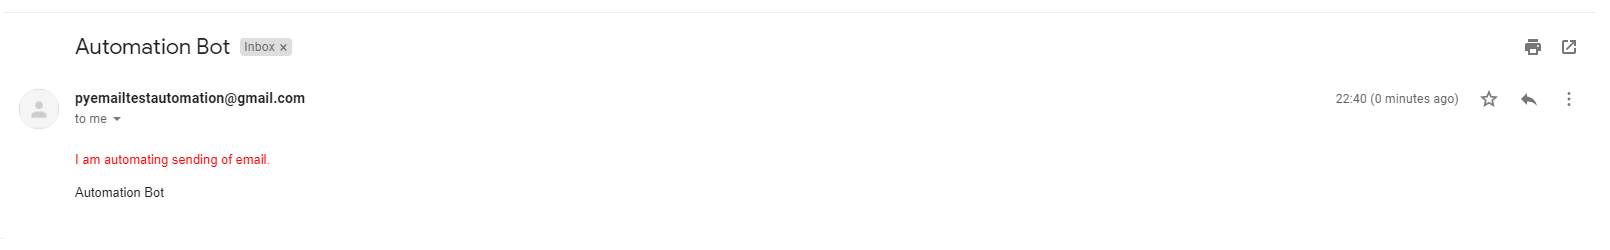 Automation Bot Inbox ×
pyemailtestautomation@gmail.com 22:40 (0 minutes ago)
to me
I am automating sending of email.
Automation Bot